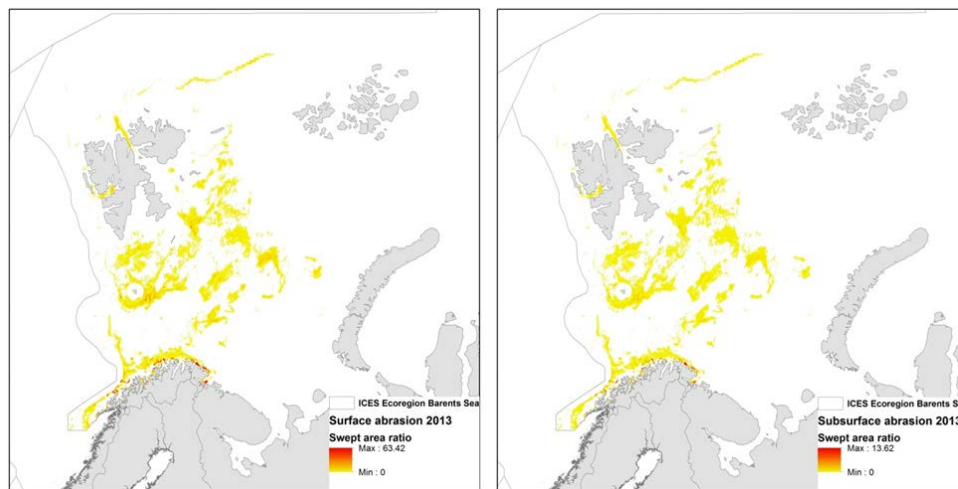 ICES Ecoregion Barents Sea
Surface abrasion 2013
Swept area ratio
Max : 63.42
Min : 0
ICES Ecoregion Barents S
Subsurface abrasion 2013
Swept area ratio
Max : 13.62
Min : 0